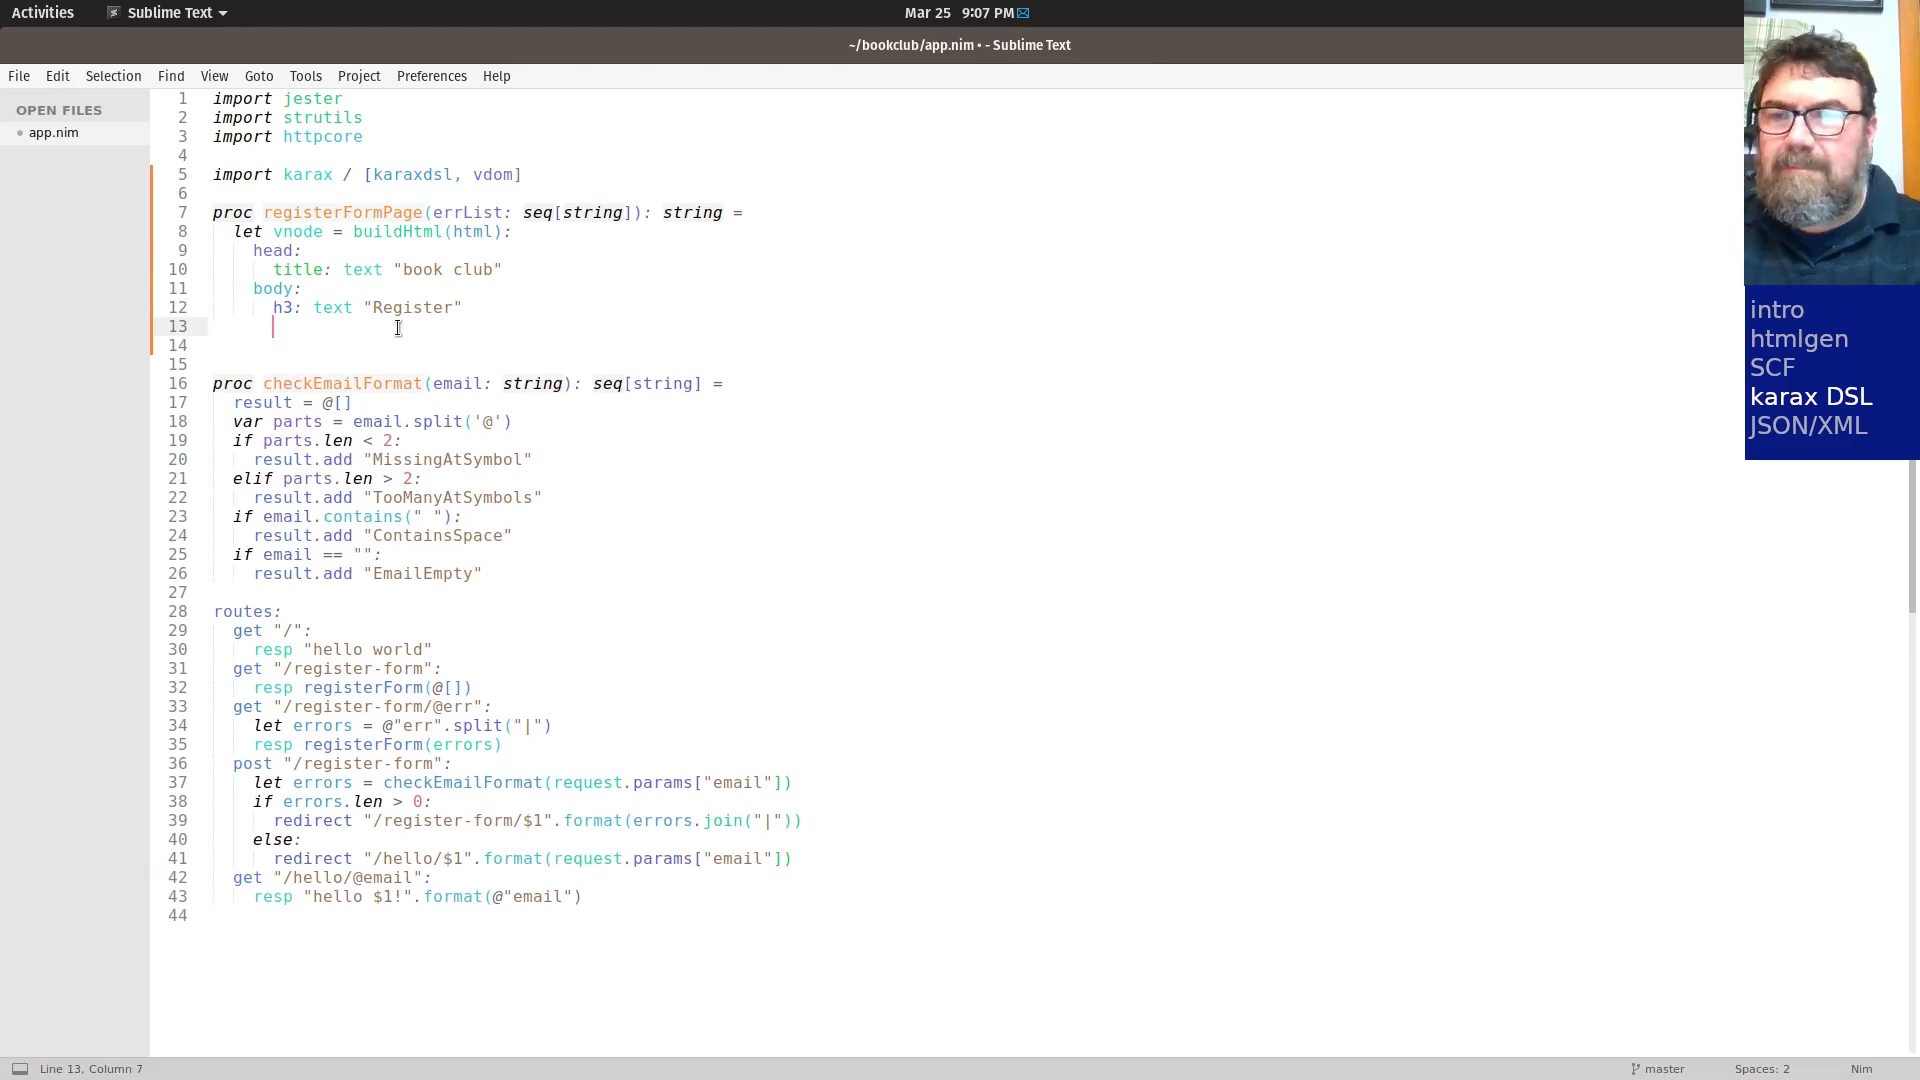 Activities
Sublime Text
Mar 25 9:07 PM
~/bookclub/app.nim • - Sublime Text
File Edit Selection Find View Goto Tools Project Preferences Help
OPEN FILES
app.nim
1 import jester
2 import strutils
3 import httpcore
4
5 import karax / [karaxdsl, vdom]
6
7 proc registerFormPage(errList: seq[string]): string =
8 let vnode = buildHtml(html):
9 head:
10 title: text "book club"
11 body:
12 h3: text "Register"
13
14
15
16 proc checkEmailFormat(email: string): seq[string] =
17 result = @[]
18 var parts = email.split('@')
19 if parts.len < 2:
20 result.add "MissingAtSymbol"
21 elif parts.len > 2:
22 result.add "TooManyAtSymbols"
23 if email.contains(" "):
24 result.add "ContainsSpace"
25 if email == "":
26 result.add "EmailEmpty"
27
28 routes:
29 get "/":
30 resp "hello world"
31 get "/register-form":
32 resp registerForm(@[])
33 get "/register-form/@err":
34 let errors = @"err".split("|")
35 resp registerForm(errors)
36 post "/register-form":
37 let errors = checkEmailFormat(request.params["email"])
38 if errors.len > 0:
39 redirect "/register-form/$1".format(errors.join("|"))
40 else:
41 redirect "/hello/$1".format(request.params["email"])
42 get "/hello/@email":
43 resp "hello $1!".format(@"email")
44
intro
htmlgen
SCF
karax DSL
JSON/XML
Line 13, Column 7
master
Spaces: 2
Nim